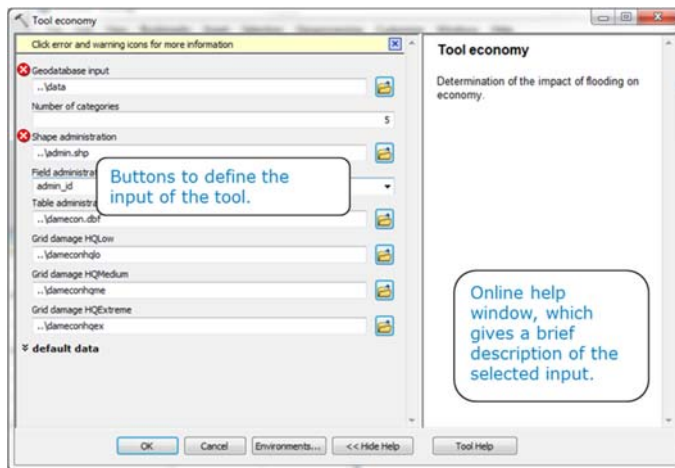 Tool economy
Click error and warning icons for more information
Geodatabase input
..\data
Number of categories
5
Shape administration
..\admin.shp
Field administra
admin_id
Table administra
..\damecon.dbf
Grid damage HQLow
..\dameconhqlo
Grid damage HQMedium
..\dameconhqme
Grid damage HQExtreme
..\dameconhqex
default data
Buttons to define the
input of the tool.
Tool economy
Determination of the impact of flooding on
economy.
Online help
window, which
gives a brief
description of the
selected input.
OK
Cancel
Environments...
<< Hide Help
Tool Help